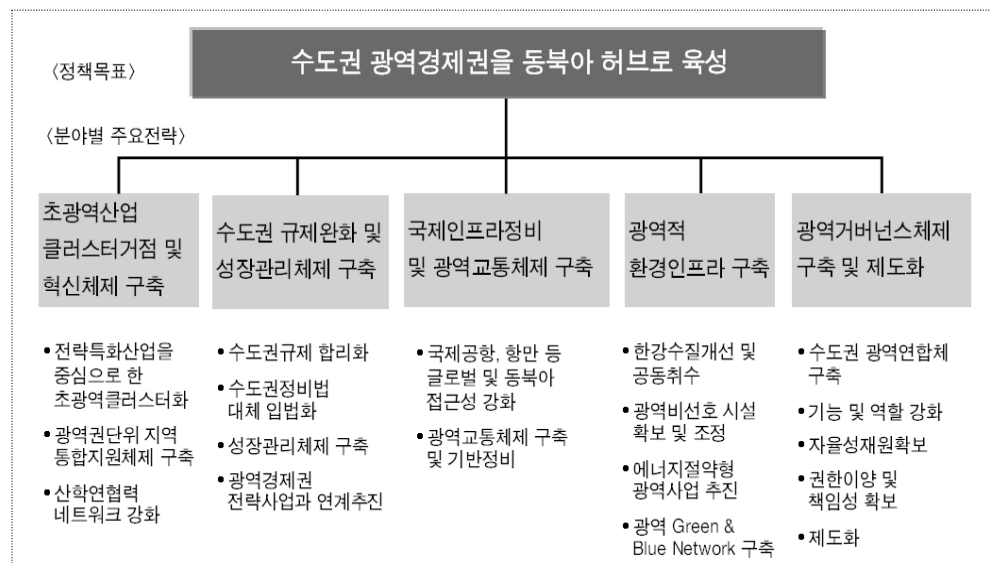 수도권 광역경제권을 동북아 허브로 육성
〈정책목표〉
〈분야별 주요전략〉
초광역산업
클러스터거점 및
혁신체제 구축
수도권 규제완화 및
성장관리체제 구축
국제인프라정비
및 광역교통체제 구축
광역적
환경인프라 구축
광역거버넌스체제
구축 및 제도화
• 전략특화산업을
중심으로 한
초광역클러스터화
• 광역권단위 지역
통합지원체제 구축
• 산학연협력
네트워크 강화
• 수도권규제 합리화
• 수도권정비법
대체 입법화
• 성장관리체제 구축
• 광역경제권
전략사업과 연계추진
• 국제공항, 항만 등
글로벌 및 동북아
접근성 강화
• 광역교통체제 구축
및 기반정비
• 한강수질개선 및
공동취수
• 광역비선호 시설
확보 및 조정
• 에너지절약형
광역사업 추진
• 광역 Green &
Blue Network 구축
• 수도권 광역연합체
구축
• 기능 및 역할 강화
• 자율성재원확보
• 권한이양 및
책임성 확보
• 제도화